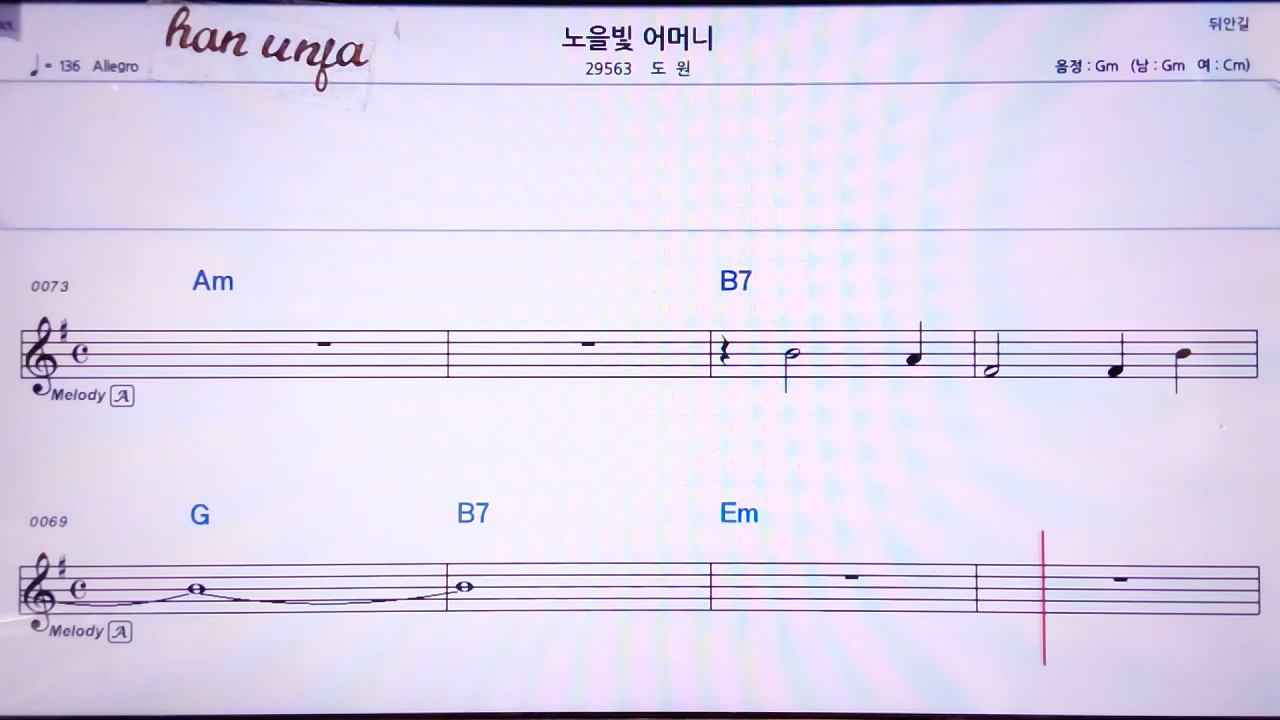 han unfa
노을빛 어머니
뒤안길
♩= 136 Allegro
29563 도 원
음정 : Gm (남 : Gm 여 : Cm)
0073 Am B7
Melody A
0069 G B7 Em
Melody A